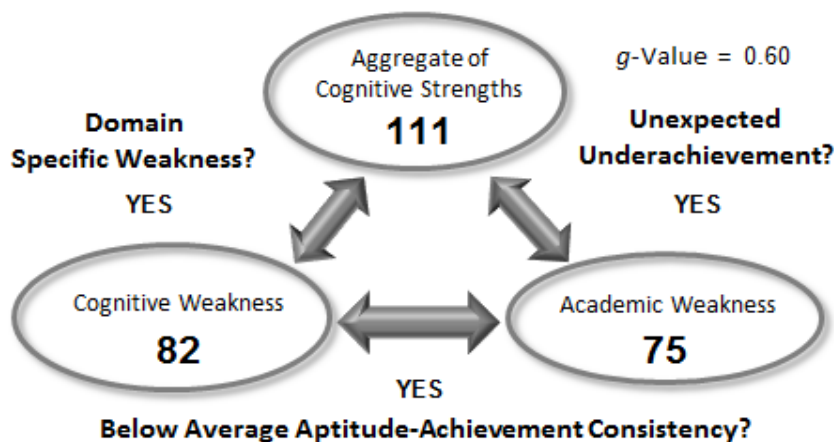 Aggregate of
Cognitive Strengths
111
g-Value = 0.60
Domain
Specific Weakness?
YES
Unexpected
Underachievement?
YES
Cognitive Weakness
82
Academic Weakness
75
YES
Below Average Aptitude-Achievement Consistency?